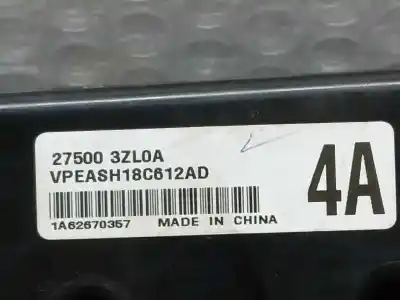 27500 3ZL0A
VPEASH18C612AD
4A
1A62670357 MADE IN CHINA